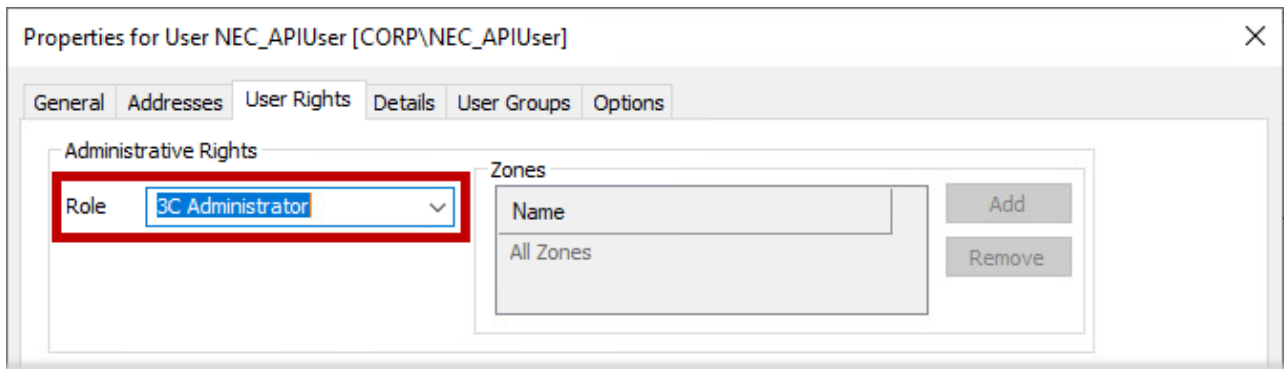 Properties for User NEC_APIUser [CORP\NEC_APIUser]
General Addresses User Rights Details User Groups Options
Administrative Rights
Role 3C Administrator
Zones
Name
All Zones
Add
Remove